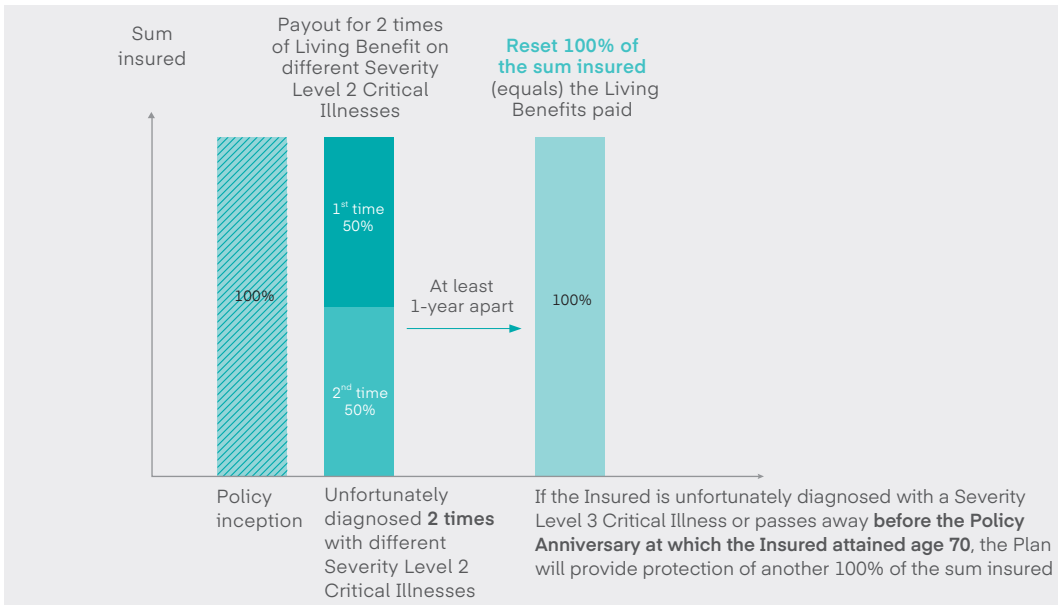 Sum
insured
Payout for 2 times
of Living Benefit on
different Severity
Level 2 Critical
Illnesses
Reset 100% of
the sum insured
(equals) the Living
Benefits paid
100%
1st time
50%
2nd time
50%
At least
1-year apart
100%
Policy
inception
Unfortunately
diagnosed 2 times
with different
Severity Level 2
Critical Illnesses
If the Insured is unfortunately diagnosed with a Severity
Level 3 Critical Illness or passes away before the Policy
Anniversary at which the Insured attained age 70, the Plan
will provide protection of another 100% of the sum insured